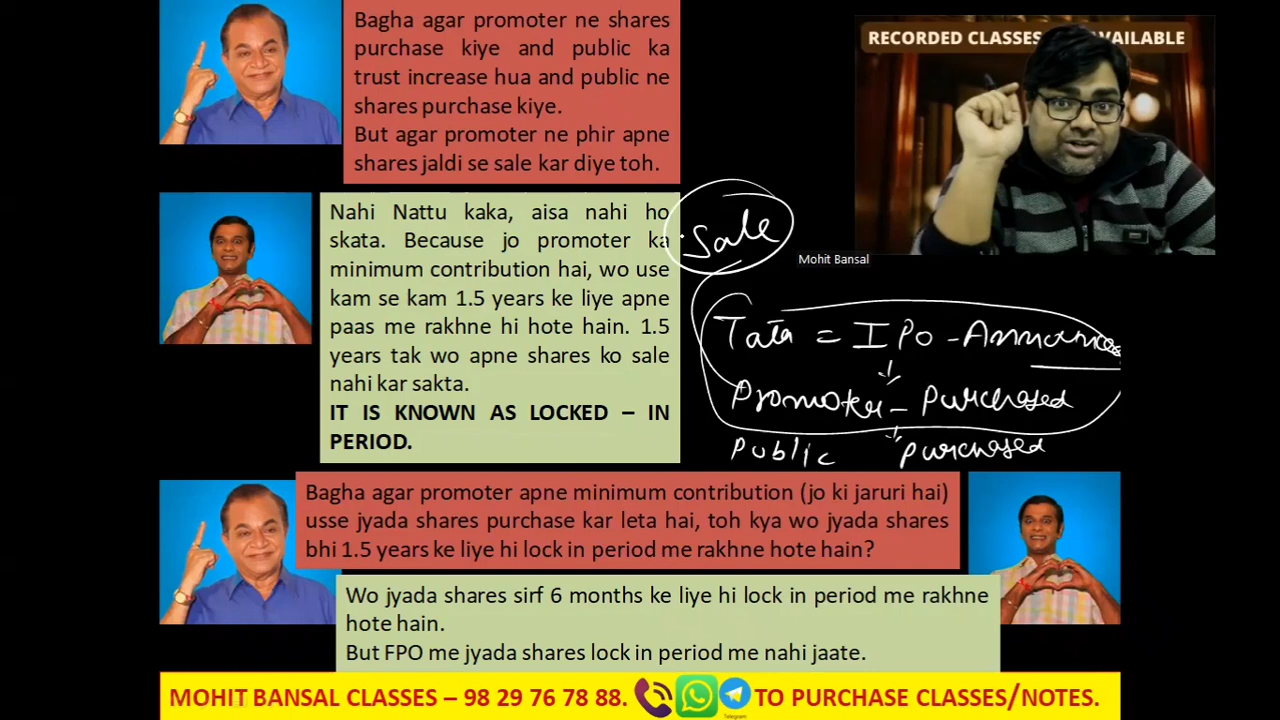 Bagha agar promoter ne shares
purchase kiye and public ka
trust increase hua and public ne
shares purchase kiye.
But agar promoter ne phir apne
shares jaldi se sale kar diye toh.
RECORDED CLASSES AVAILABLE
Mohit Bansal
Nahi Nattu kaka, aisa nahi ho
skata. Because jo promoter ka
minimum contribution hai, wo use
kam se kam 1.5 years ke liye apne
paas me rakhne hi hote hain. 1.5
years tak wo apne shares ko sale
nahi kar sakta.
IT IS KNOWN AS LOCKED – IN
PERIOD.
Sale
Tata = IPO -
Promoter - Purchased
Public purchased
Bagha agar promoter apne minimum contribution (jo ki jaruri hai)
usse jyada shares purchase kar leta hai, toh kya wo jyada shares
bhi 1.5 years ke liye hi lock in period me rakhne hote hain?
Wo jyada shares sirf 6 months ke liye hi lock in period me rakhne
hote hain.
But FPO me jyada shares lock in period me nahi jaate.
MOHIT BANSAL CLASSES – 98 29 76 78 88. TO PURCHASE CLASSES/NOTES.
Telegram